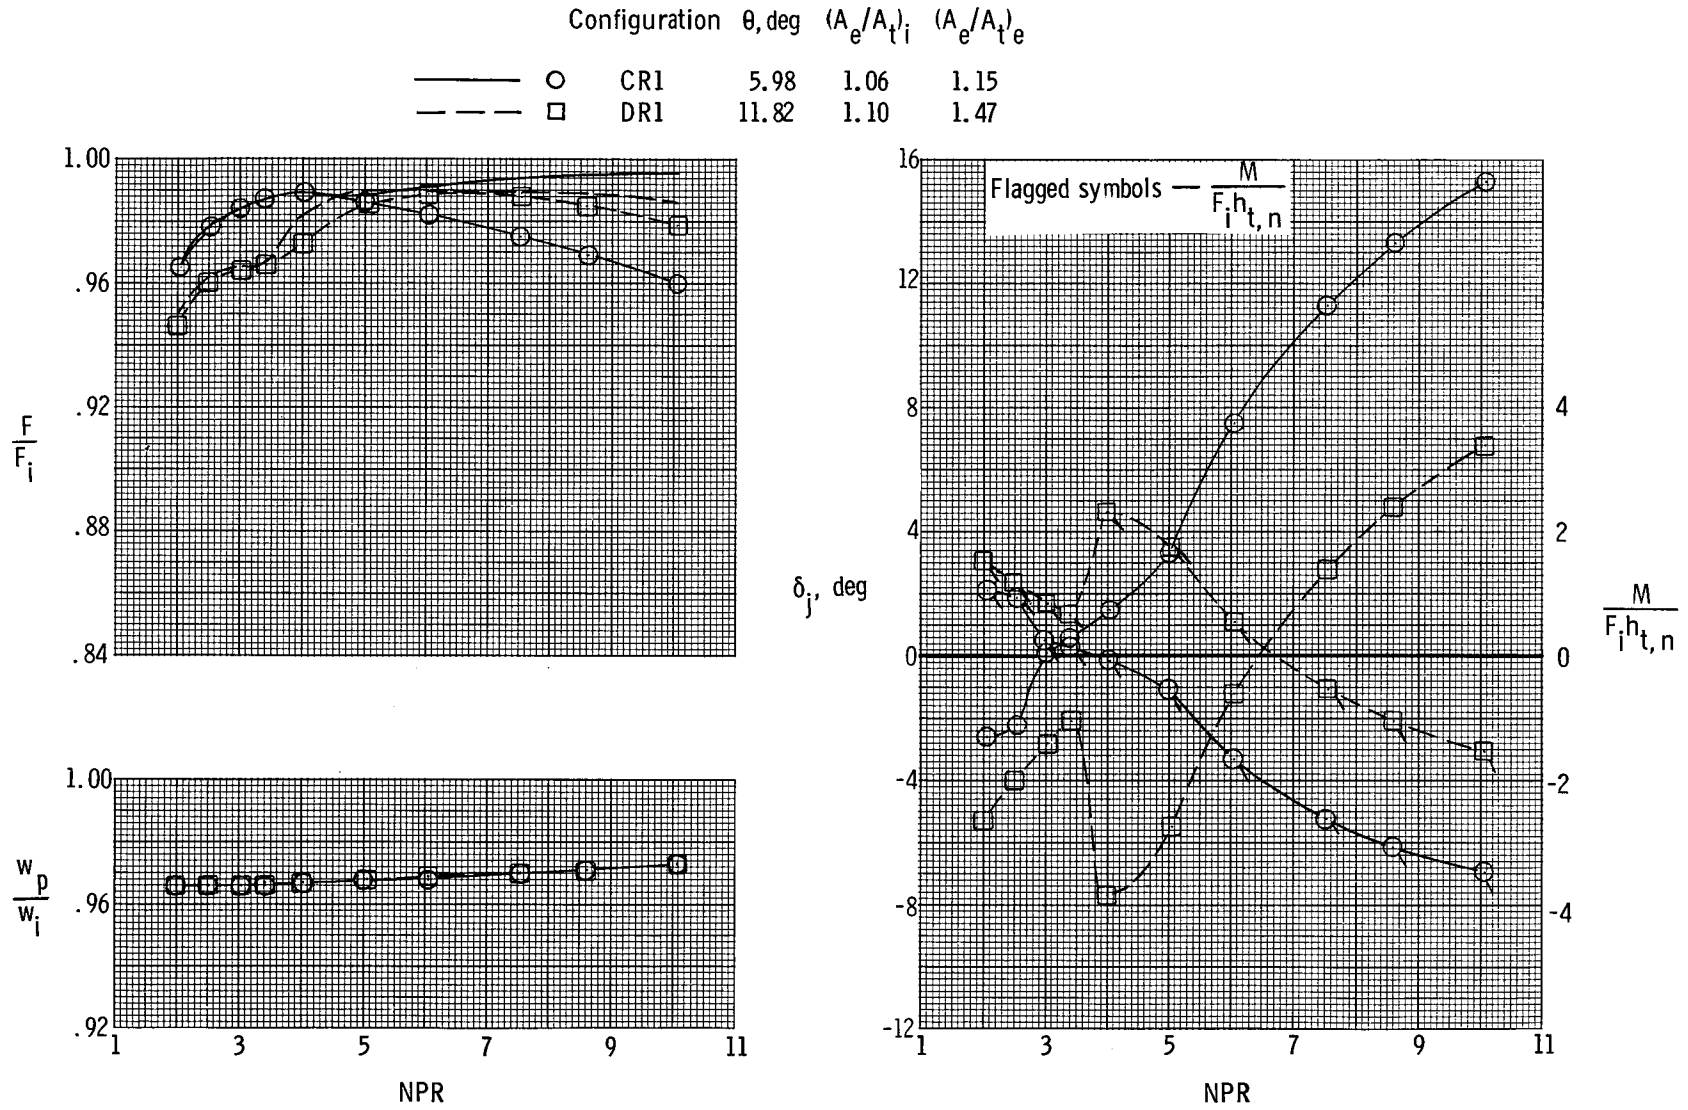 Configuration θ, deg (Ae/At)i (Ae/At)e
CR1 5.98 1.06 1.15
DR1 11.82 1.10 1.47
1.00
.96
.92
.88
.84
F/Fi
1.00
.96
.92
wp/wi
1 3 5 7 9 11
NPR
Flagged symbols — M/Fiht,n
16
12
8
4
0
-4
-8
-12
δj, deg
4
2
0
-2
-4
M/Fiht,n
1 3 5 7 9 11
NPR